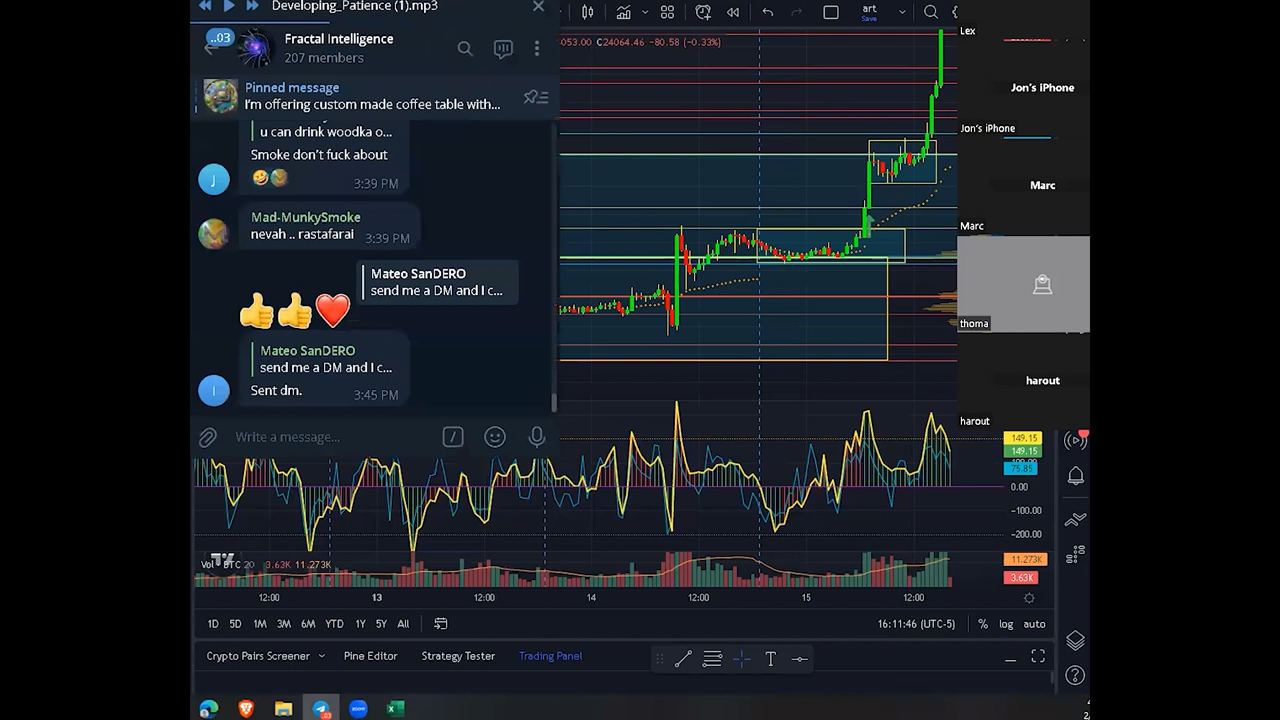 Developing_Patience (1).mp3
..03
Fractal Intelligence
207 members
Pinned message
I'm offering custom made coffee table with...
u can drink woodka o...
Smoke don't fuck about
J
3:39 PM
Mad-MunkySmoke
nevah .. rastafarai
3:39 PM
Mateo SanDERO
send me a DM and I c...
Mateo SanDERO
send me a DM and I c...
Sent dm.
I
3:45 PM
Write a message...
art
Save
053.00 C24064.46 -80.58 (-0.33%)
Lex
Jon's iPhone
Jon's iPhone
Marc
Marc
thoma
harout
harout
149.15
149.15
75.85
0.00
-100.00
-200.00
Vol BTC 20 3.63K 11.273K
11.273K
3.63K
12:00 13 12:00 14 12:00 15 12:00
1D 5D 1M 3M 6M YTD 1Y 5Y All
16:11:46 (UTC-5) % log auto
Crypto Pairs Screener Pine Editor Strategy Tester Trading Panel
T